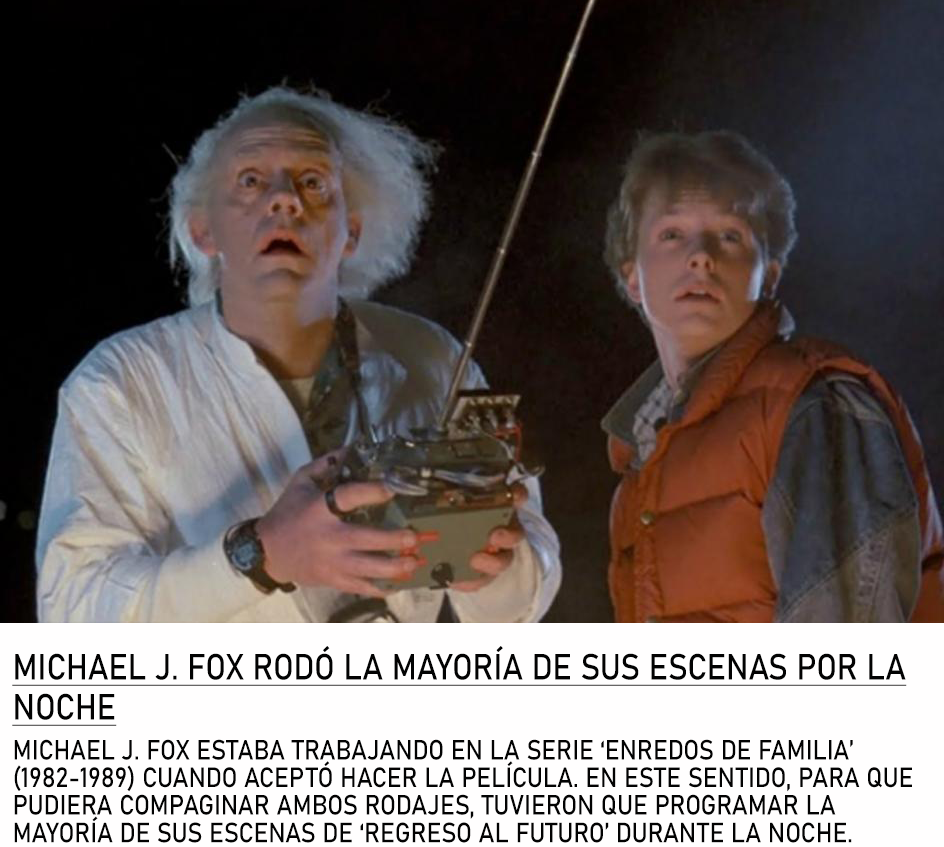 MICHAEL J. FOX RODÓ LA MAYORÍA DE SUS ESCENAS POR LA
NOCHE
MICHAEL J. FOX ESTABA TRABAJANDO EN LA SERIE ‘ENREDOS DE FAMILIA’
(1982-1989) CUANDO ACEPTÓ HACER LA PELÍCULA. EN ESTE SENTIDO, PARA QUE
PUDIERA COMPAGINAR AMBOS RODAJES, TUVIERON QUE PROGRAMAR LA
MAYORÍA DE SUS ESCENAS DE ‘REGRESO AL FUTURO’ DURANTE LA NOCHE.